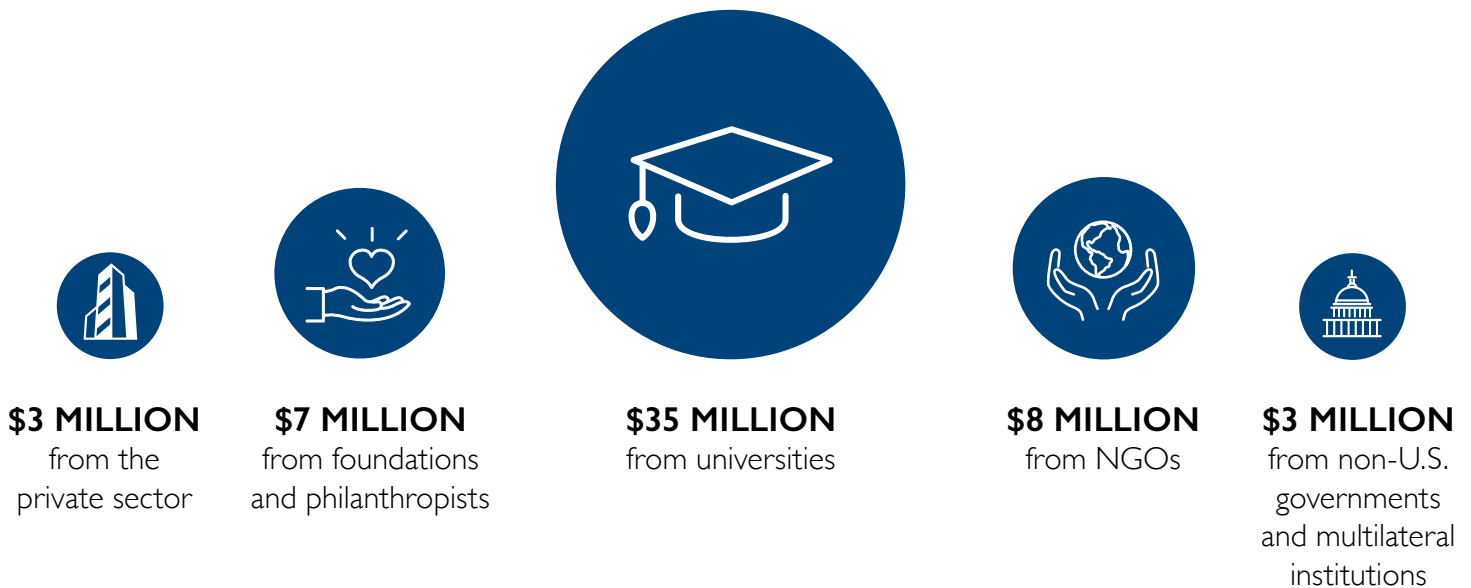 $3 MILLION
from the
private sector
$7 MILLION
from foundations
and philanthropists
$35 MILLION
from universities
$8 MILLION
from NGOs
$3 MILLION
from non-U.S.
governments
and multilateral
institutions